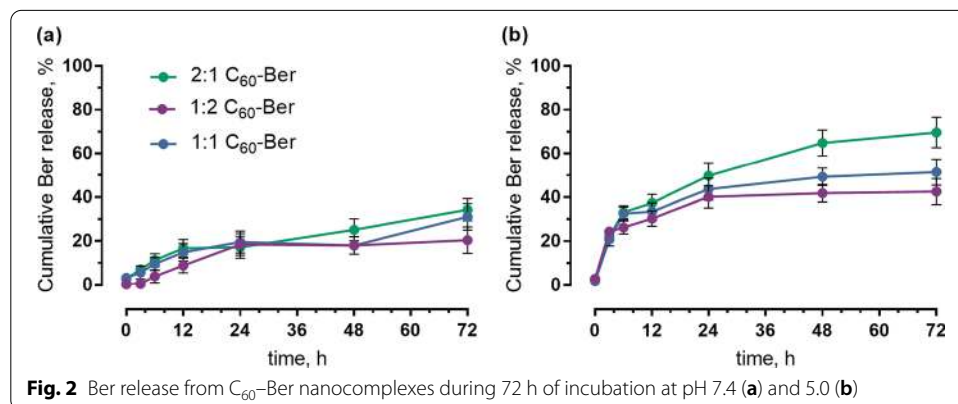 (a)
100
80
60
40
20
0
Cumulative Ber release, %
2:1 C₆₀-Ber
1:2 C₆₀-Ber
1:1 C₆₀-Ber
0 12 24 36 48 60 72
time, h
(b)
100
80
60
40
20
0
Cumulative Ber release, %
0 12 24 36 48 60 72
time, h
Fig. 2 Ber release from C₆₀–Ber nanocomplexes during 72 h of incubation at pH 7.4 (a) and 5.0 (b)